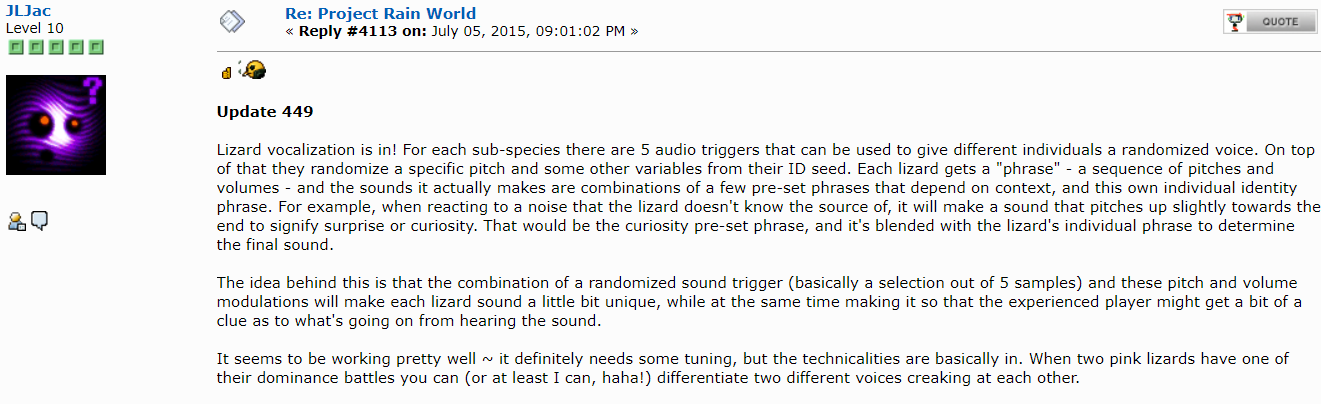 JLJac
Level 10
Re: Project Rain World
« Reply #4113 on: July 05, 2015, 09:01:02 PM »
QUOTE
Update 449
Lizard vocalization is in! For each sub-species there are 5 audio triggers that can be used to give different individuals a randomized voice. On top
of that they randomize a specific pitch and some other variables from their ID seed. Each lizard gets a "phrase" - a sequence of pitches and
volumes - and the sounds it actually makes are combinations of a few pre-set phrases that depend on context, and this own individual identity
phrase. For example, when reacting to a noise that the lizard doesn't know the source of, it will make a sound that pitches up slightly towards the
end to signify surprise or curiosity. That would be the curiosity pre-set phrase, and it's blended with the lizard's individual phrase to determine
the final sound.
The idea behind this is that the combination of a randomized sound trigger (basically a selection out of 5 samples) and these pitch and volume
modulations will make each lizard sound a little bit unique, while at the same time making it so that the experienced player might get a bit of a
clue as to what's going on from hearing the sound.
It seems to be working pretty well ~ it definitely needs some tuning, but the technicalities are basically in. When two pink lizards have one of
their dominance battles you can (or at least I can, haha!) differentiate two different voices creaking at each other.